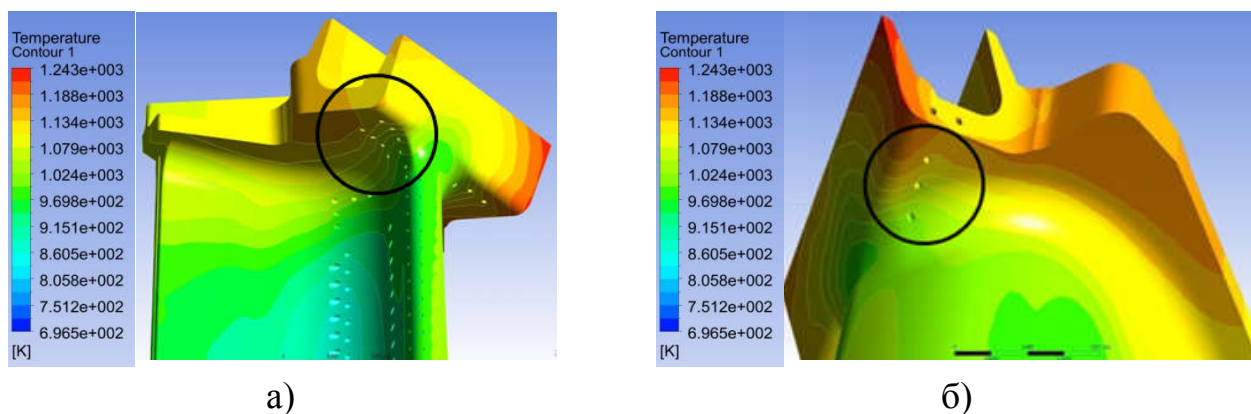 Temperature
Contour 1
1.243e+003
1.188e+003
1.134e+003
1.079e+003
1.024e+003
9.698e+002
9.151e+002
8.605e+002
8.058e+002
7.512e+002
6.965e+002
[K]
а)
Temperature
Contour 1
1.243e+003
1.188e+003
1.134e+003
1.079e+003
1.024e+003
9.698e+002
9.151e+002
8.605e+002
8.058e+002
7.512e+002
6.965e+002
[K]
б)